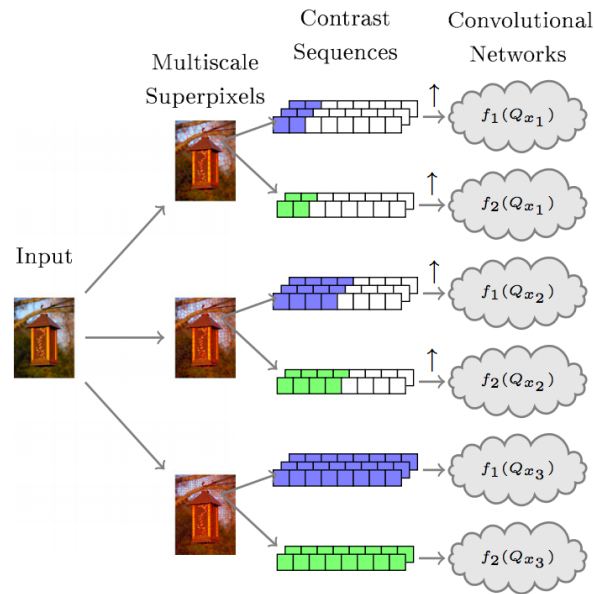 Contrast
Sequences
Convolutional
Networks
Multiscale
Superpixels
Input
↑
f₁(Qₓ₁)
↑
f₂(Qₓ₁)
↑
f₁(Qₓ₂)
↑
f₂(Qₓ₂)
f₁(Qₓ₃)
f₂(Qₓ₃)